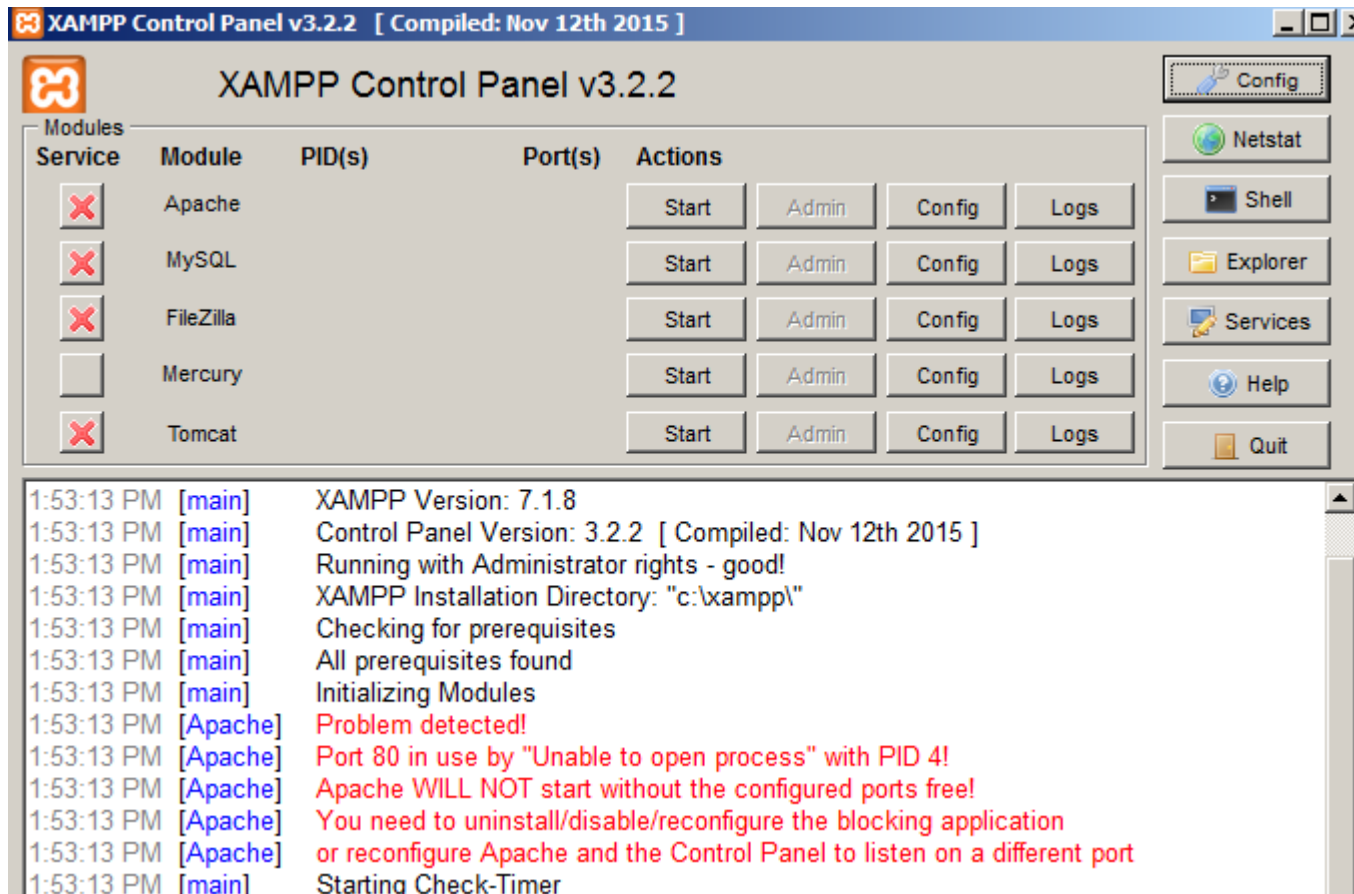 XAMPP Control Panel v3.2.2 [ Compiled: Nov 12th 2015 ]
XAMPP Control Panel v3.2.2
Config
Modules
Service Module PID(s) Port(s) Actions
Netstat
Apache Start Admin Config Logs
Shell
MySQL Start Admin Config Logs
Explorer
FileZilla Start Admin Config Logs
Services
Mercury Start Admin Config Logs
Help
Tomcat Start Admin Config Logs
Quit
1:53:13 PM [main] XAMPP Version: 7.1.8
1:53:13 PM [main] Control Panel Version: 3.2.2 [ Compiled: Nov 12th 2015 ]
1:53:13 PM [main] Running with Administrator rights - good!
1:53:13 PM [main] XAMPP Installation Directory: "c:\xampp\"
1:53:13 PM [main] Checking for prerequisites
1:53:13 PM [main] All prerequisites found
1:53:13 PM [main] Initializing Modules
1:53:13 PM [Apache] Problem detected!
1:53:13 PM [Apache] Port 80 in use by "Unable to open process" with PID 4!
1:53:13 PM [Apache] Apache WILL NOT start without the configured ports free!
1:53:13 PM [Apache] You need to uninstall/disable/reconfigure the blocking application
1:53:13 PM [Apache] or reconfigure Apache and the Control Panel to listen on a different port
1:53:13 PM [main] Starting Check-Timer